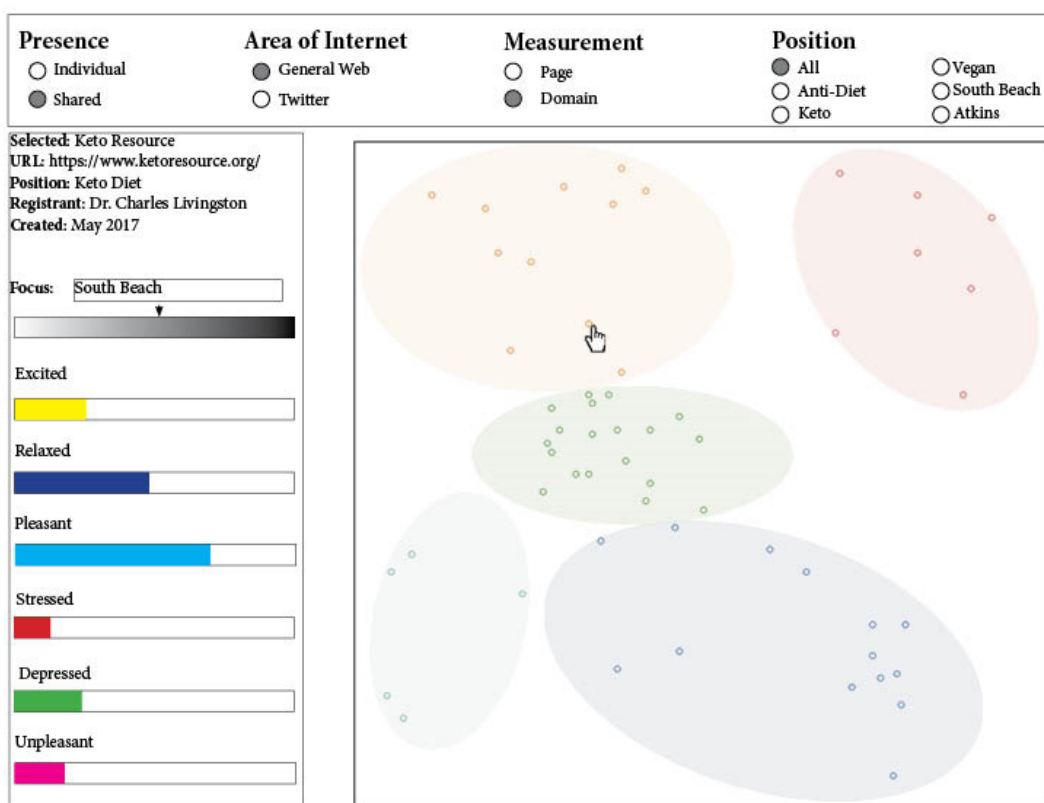 Presence
Individual
Shared
Area of Internet
General Web
Twitter
Measurement
Page
Domain
Position
All
Anti-Diet
Keto
Vegan
South Beach
Atkins
Selected: Keto Resource
URL: https://www.ketoresource.org/
Position: Keto Diet
Registrant: Dr. Charles Livingston
Created: May 2017
Focus: South Beach
Excited
Relaxed
Pleasant
Stressed
Depressed
Unpleasant